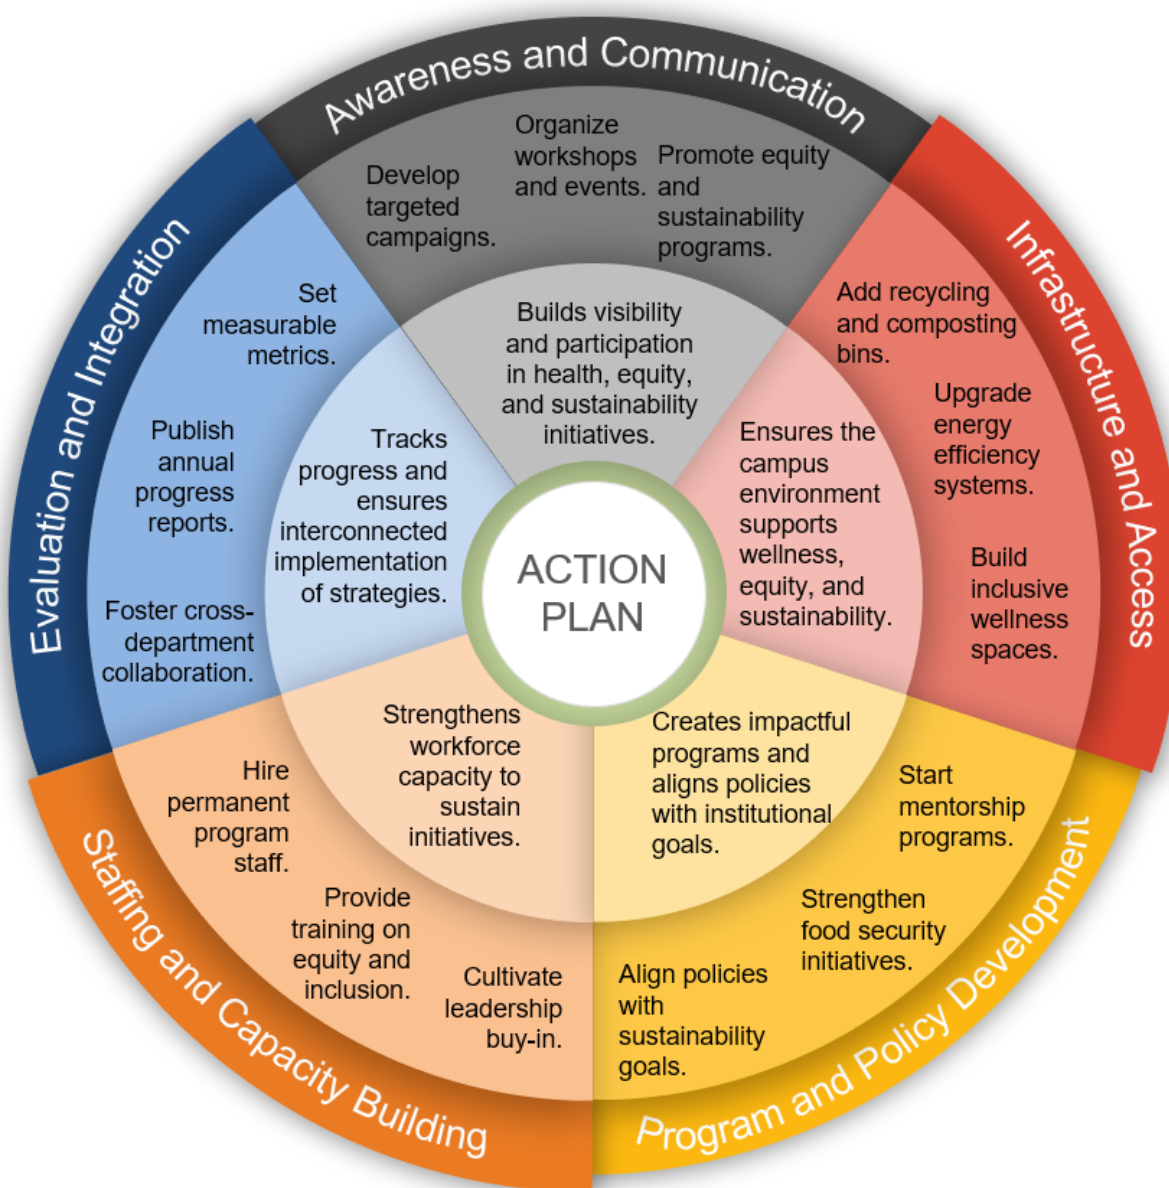 Awareness and Communication
Develop
targeted
campaigns.
Organize
workshops
and events.
Promote equity
and
sustainability
programs.
Builds visibility
and participation
in health, equity,
and sustainability
initiatives.
Infrastructure and Access
Add recycling
and composting
bins.
Upgrade
energy
efficiency
systems.
Build
inclusive
wellness
spaces.
Ensures the
campus
environment
supports
wellness,
equity, and
sustainability.
Program and Policy Development
Start
mentorship
programs.
Strengthen
food security
initiatives.
Align policies
with
sustainability
goals.
Creates impactful
programs and
aligns policies
with institutional
goals.
Staffing and Capacity Building
Hire
permanent
program
staff.
Provide
training on
equity and
inclusion.
Cultivate
leadership
buy-in.
Strengthens
workforce
capacity to
sustain
initiatives.
Evaluation and Integration
Set
measurable
metrics.
Publish
annual
progress
reports.
Foster cross-
department
collaboration.
Tracks
progress and
ensures
interconnected
implementation
of strategies.
ACTION
PLAN